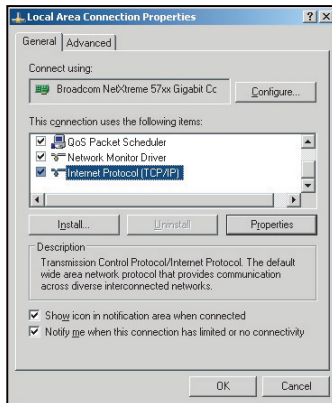 Local Area Connection Properties
General
Advanced
Connect using:
Broadcom NetXtreme 57xx Gigabit Cc
Configure...
This connection uses the following items:
QoS Packet Scheduler
Network Monitor Driver
Internet Protocol (TCP/IP)
Install...
Uninstall
Properties
Description
Transmission Control Protocol/Internet Protocol. The default
wide area network protocol that provides communication
across diverse interconnected networks.
Show icon in notification area when connected
Notify me when this connection has limited or no connectivity
OK
Cancel